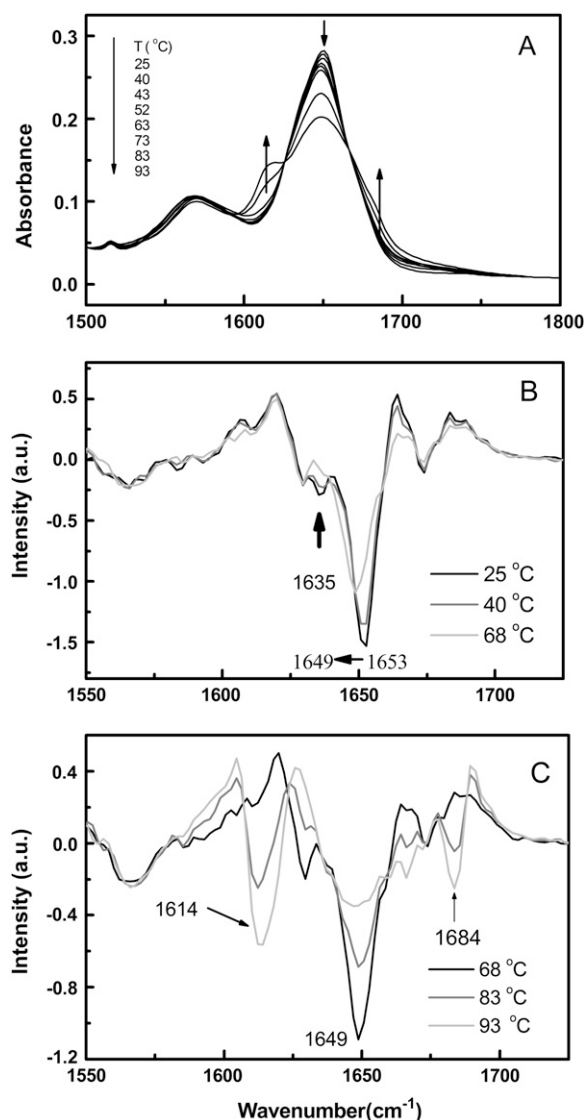 A
T ( °C)
25
40
43
52
63
73
83
93
0.3
0.2
0.1
0.0
Absorbance
1500 1600 1700 1800
B
0.5
0.0
-0.5
-1.0
-1.5
Intensity (a.u.)
1635
1649 1653
25 °C
40 °C
68 °C
1550 1600 1650 1700
C
0.4
0.0
-0.4
-0.8
-1.2
Intensity (a.u.)
1614
1684
1649
68 °C
83 °C
93 °C
1550 1600 1650 1700
Wavenumber(cm-1)